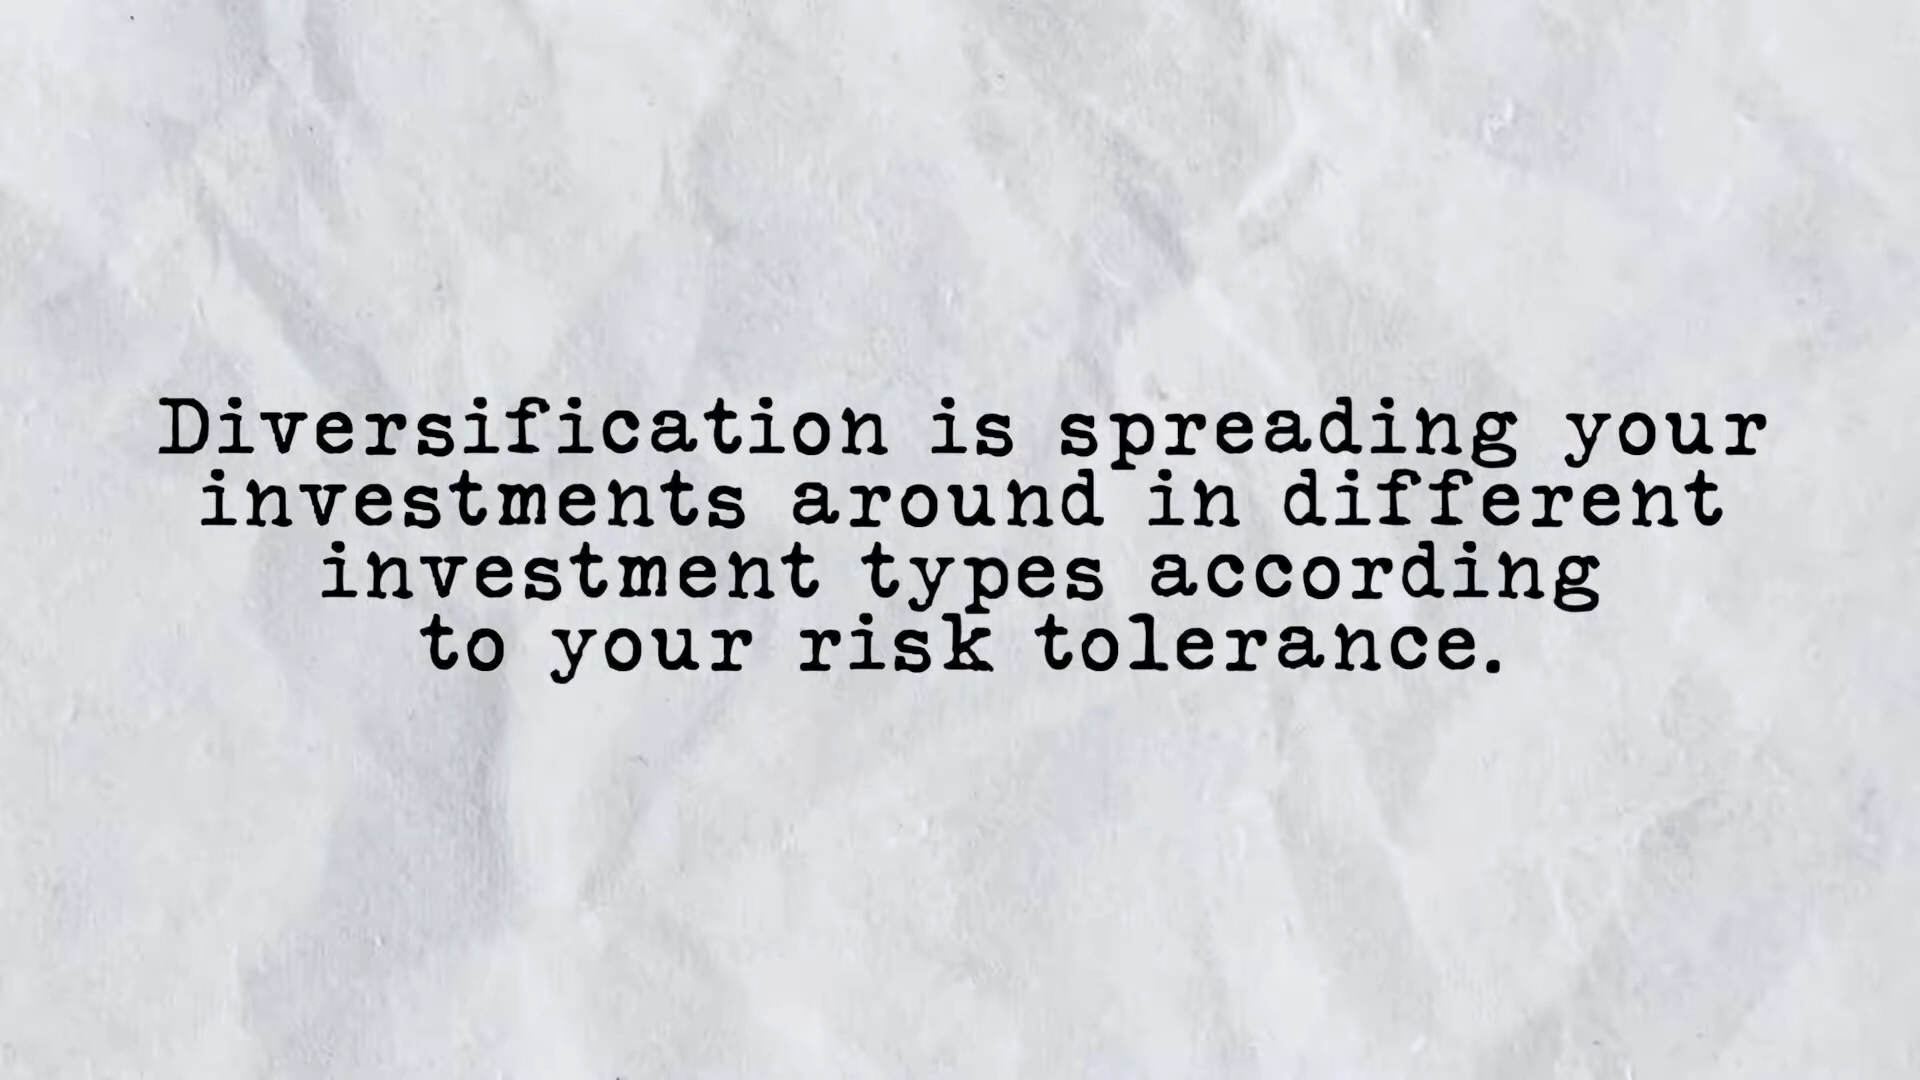 Diversification is spreading your
investments around in different
investment types according
to your risk tolerance.